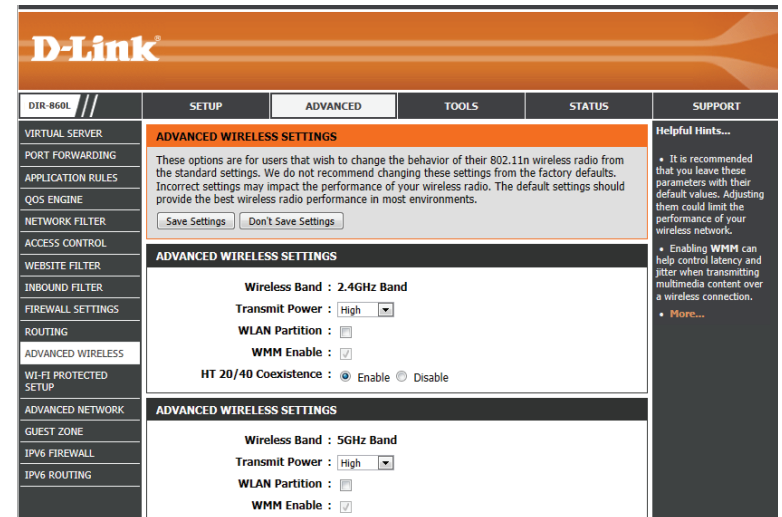 D-Link®
DIR-860L
SETUP
ADVANCED
TOOLS
STATUS
SUPPORT
VIRTUAL SERVER
PORT FORWARDING
APPLICATION RULES
QOS ENGINE
NETWORK FILTER
ACCESS CONTROL
WEBSITE FILTER
INBOUND FILTER
FIREWALL SETTINGS
ROUTING
ADVANCED WIRELESS
WI-FI PROTECTED
SETUP
ADVANCED NETWORK
GUEST ZONE
IPV6 FIREWALL
IPV6 ROUTING
ADVANCED WIRELESS SETTINGS
These options are for users that wish to change the behavior of their 802.11n wireless radio from
the standard settings. We do not recommend changing these settings from the factory defaults.
Incorrect settings may impact the performance of your wireless radio. The default settings should
provide the best wireless radio performance in most environments.
Save Settings Don't Save Settings
ADVANCED WIRELESS SETTINGS
Wireless Band : 2.4GHz Band
Transmit Power : High
WLAN Partition :
WMM Enable :
HT 20/40 Coexistence : Enable Disable
ADVANCED WIRELESS SETTINGS
Wireless Band : 5GHz Band
Transmit Power : High
WLAN Partition :
WMM Enable :
Helpful Hints...
• It is recommended
that you leave these
parameters with their
default values. Adjusting
them could limit the
performance of your
wireless network.
• Enabling WMM can
help control latency and
jitter when transmitting
multimedia content over
a wireless connection.
• More...